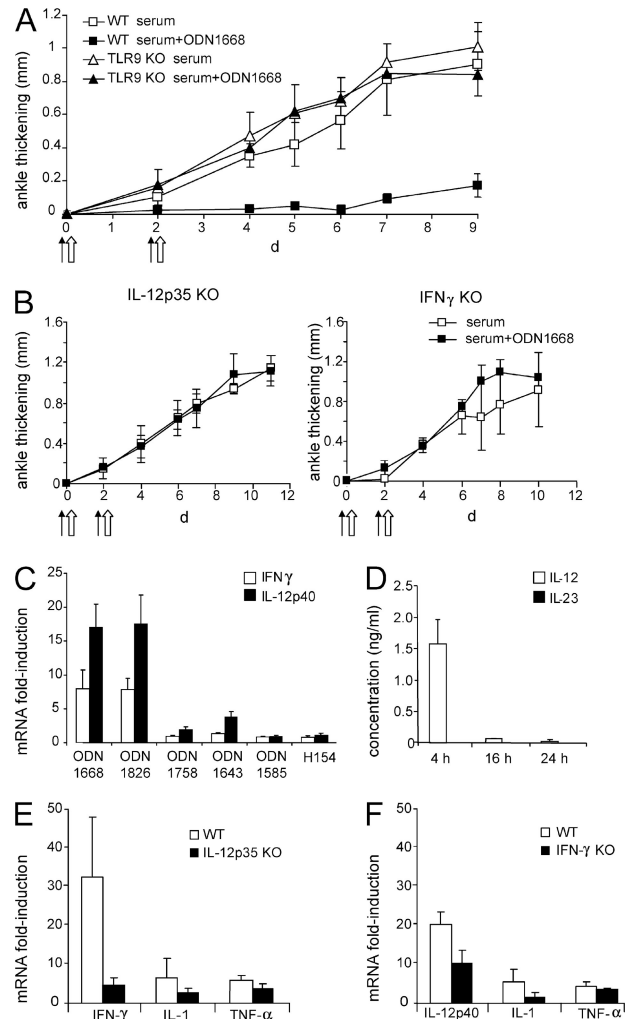 A
WT serum
WT serum+ODN1668
TLR9 KO serum
TLR9 KO serum+ODN1668
ankle thickening (mm)
1.2
1
0.8
0.6
0.4
0.2
0
0 1 2 3 4 5 6 7 8 9
d
B
IL-12p35 KO
ankle thickening (mm)
1.6
1.2
0.8
0.4
0
0 2 4 6 8 10 12
d
IFNγ KO
serum
serum+ODN1668
ankle thickening (mm)
1.6
1.2
0.8
0.4
0
0 2 4 6 8 10 12
d
C
IFNγ
IL-12p40
mRNA fold-induction
25
20
15
10
5
0
ODN 1668
ODN 1826
ODN 1758
ODN 1643
ODN 1585
H154
D
IL-12
IL-23
concentration (ng/ml)
2.5
2.0
1.5
1.0
0.5
0
4 h 16 h 24 h
E
WT
IL-12p35 KO
mRNA fold-induction
50
40
30
20
10
0
IFN-γ IL-1 TNF-α
F
WT
IFN-γ KO
mRNA fold-induction
50
40
30
20
10
0
IL-12p40 IL-1 TNF-α